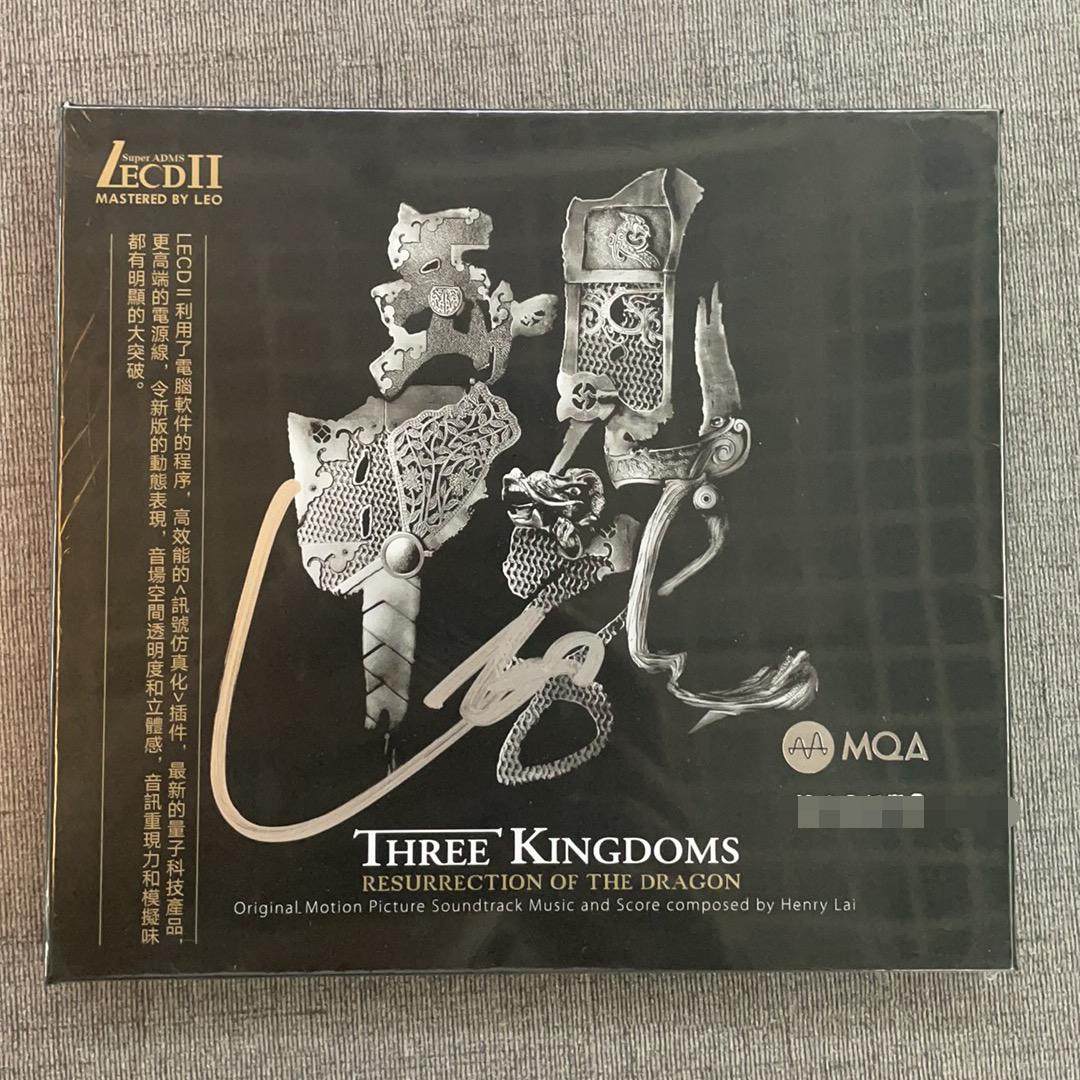 Super ADMS
LECDII
MASTERED BY LEO
LECD II 利用了電腦軟件的程序，高效能的<訊號仿真化>插件，最新的量子科技產品，
更高端的電源線，令新版的動態表現，音場空間透明度和立體感，音訊重現力和模擬味
都有明顯的大突破。
MQA
THREE KINGDOMS
RESURRECTION OF THE DRAGON
Original Motion Picture Soundtrack Music and Score composed by Henry Lai